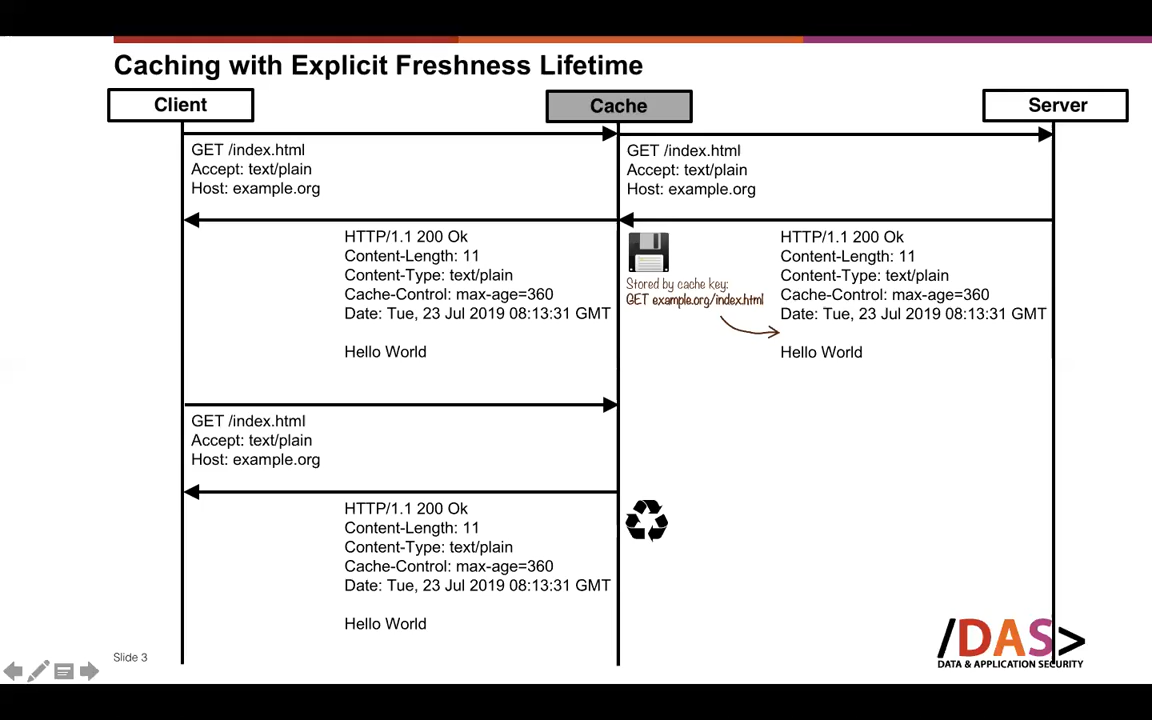 Caching with Explicit Freshness Lifetime
Client
Cache
Server
GET /index.html
Accept: text/plain
Host: example.org
GET /index.html
Accept: text/plain
Host: example.org
HTTP/1.1 200 Ok
Content-Length: 11
Content-Type: text/plain
Cache-Control: max-age=360
Date: Tue, 23 Jul 2019 08:13:31 GMT
Hello World
Stored by cache key:
GET example.org/index.html
HTTP/1.1 200 Ok
Content-Length: 11
Content-Type: text/plain
Cache-Control: max-age=360
Date: Tue, 23 Jul 2019 08:13:31 GMT
Hello World
GET /index.html
Accept: text/plain
Host: example.org
HTTP/1.1 200 Ok
Content-Length: 11
Content-Type: text/plain
Cache-Control: max-age=360
Date: Tue, 23 Jul 2019 08:13:31 GMT
Hello World
Slide 3
/DAS>
DATA & APPLICATION SECURITY